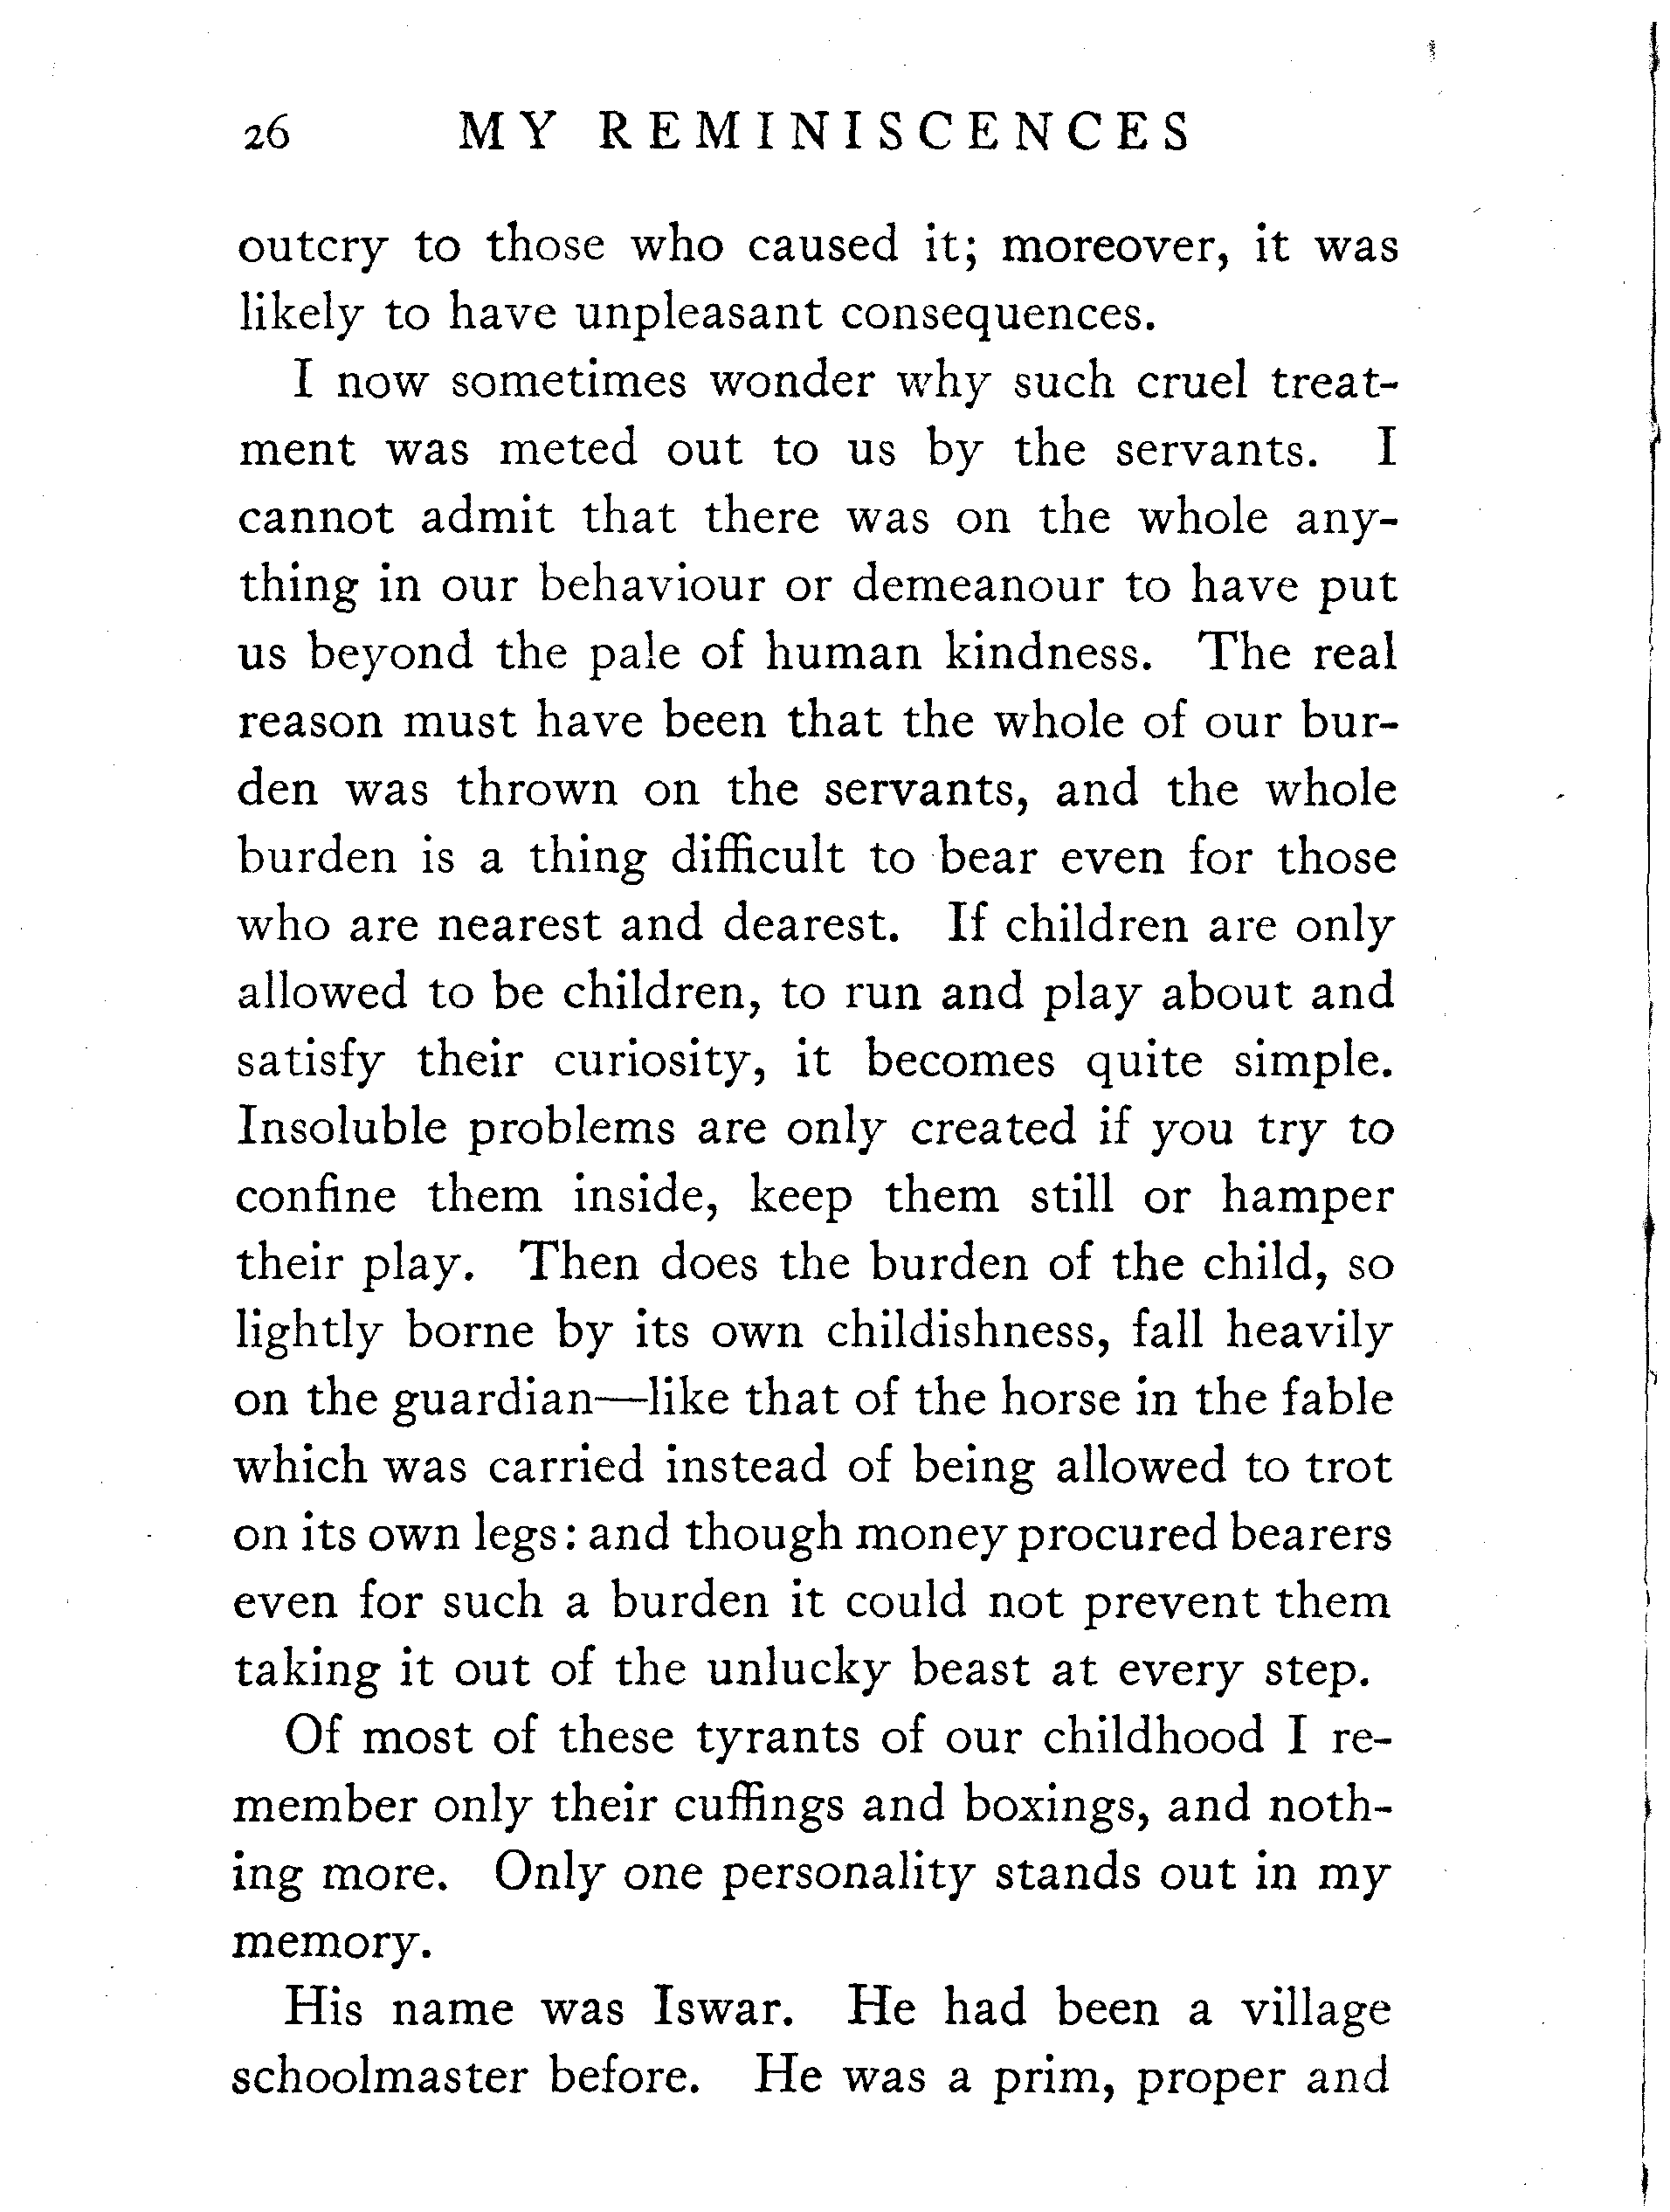 26 MY REMINISCENCES
outcry to those who caused it; moreover, it was
likely to have unpleasant consequences.
I now sometimes wonder why such cruel treat-
ment was meted out to us by the servants. I
cannot admit that there was on the whole any-
thing in our behaviour or demeanour to have put
us beyond the pale of human kindness. The real
reason must have been that the whole of our bur-
den was thrown on the servants, and the whole
burden is a thing difficult to bear even for those
who are nearest and dearest. If children are only
allowed to be children, to run and play about and
satisfy their curiosity, it becomes quite simple.
Insoluble problems are only created if you try to
confine them inside, keep them still or hamper
their play. Then does the burden of the child, so
lightly borne by its own childishness, fall heavily
on the guardian—like that of the horse in the fable
which was carried instead of being allowed to trot
on its own legs: and though money procured bearers
even for such a burden it could not prevent them
taking it out of the unlucky beast at every step.
Of most of these tyrants of our childhood I re-
member only their cuffings and boxings, and noth-
ing more. Only one personality stands out in my
memory.
His name was Iswar. He had been a village
schoolmaster before. He was a prim, proper and